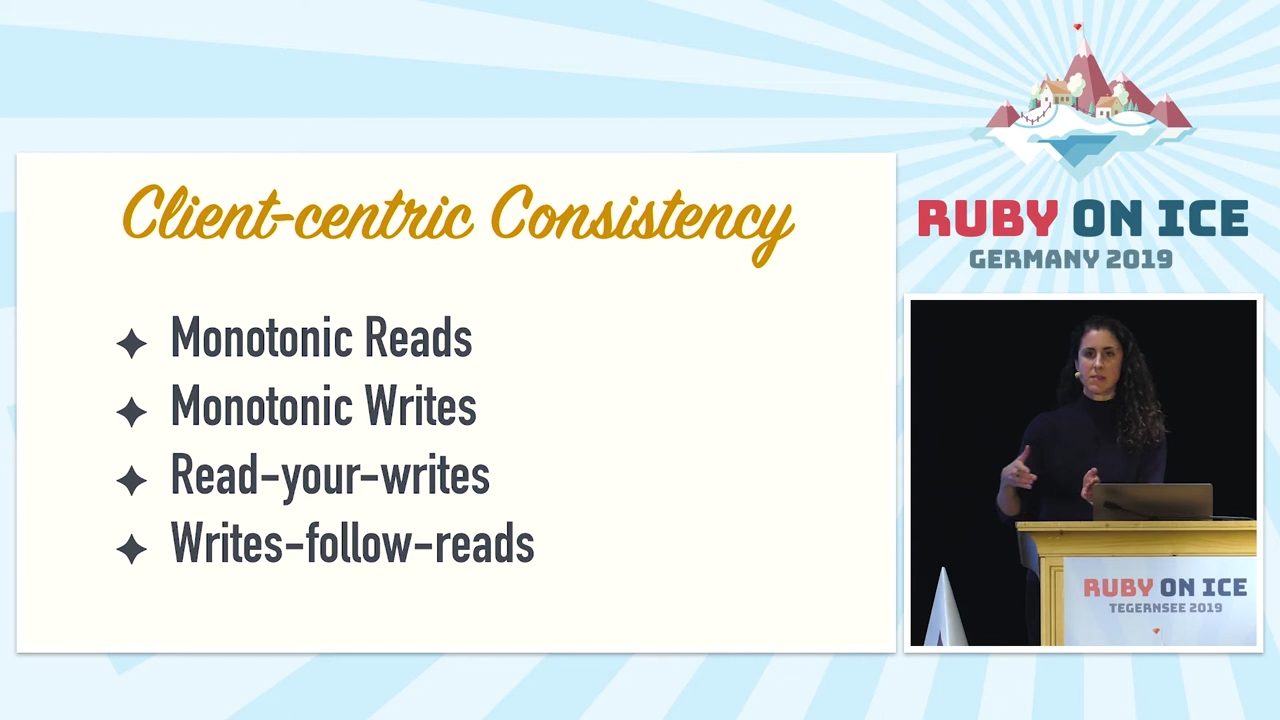 Client-centric Consistency
Monotonic Reads
Monotonic Writes
Read-your-writes
Writes-follow-reads
RUBY ON ICE
GERMANY 2019
RUBY ON ICE
TEGERNSEE 2019